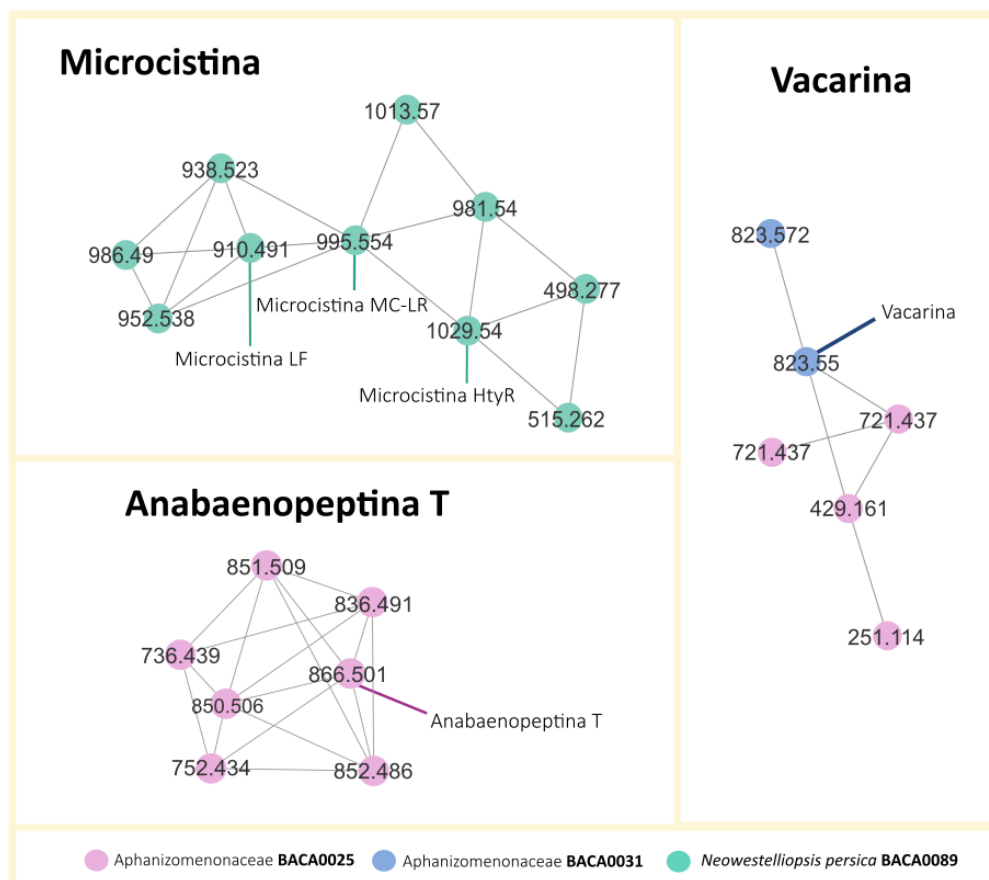 Microcistina
1013.57
938.523
981.54
995.554
910.491
986.49
498.277
Microcistina MC-LR
952.538
1029.54
Microcistina LF
Microcistina HtyR
515.262
Vacarina
823.572
Vacarina
823.55
721.437
721.437
429.161
251.114
Anabaenopeptina T
851.509
836.491
736.439
866.501
850.506
Anabaenopeptina T
752.434
852.486
Aphanizomenonaceae BACA0025
Aphanizomenonaceae BACA0031
Neowestelliopsis persica BACA0089